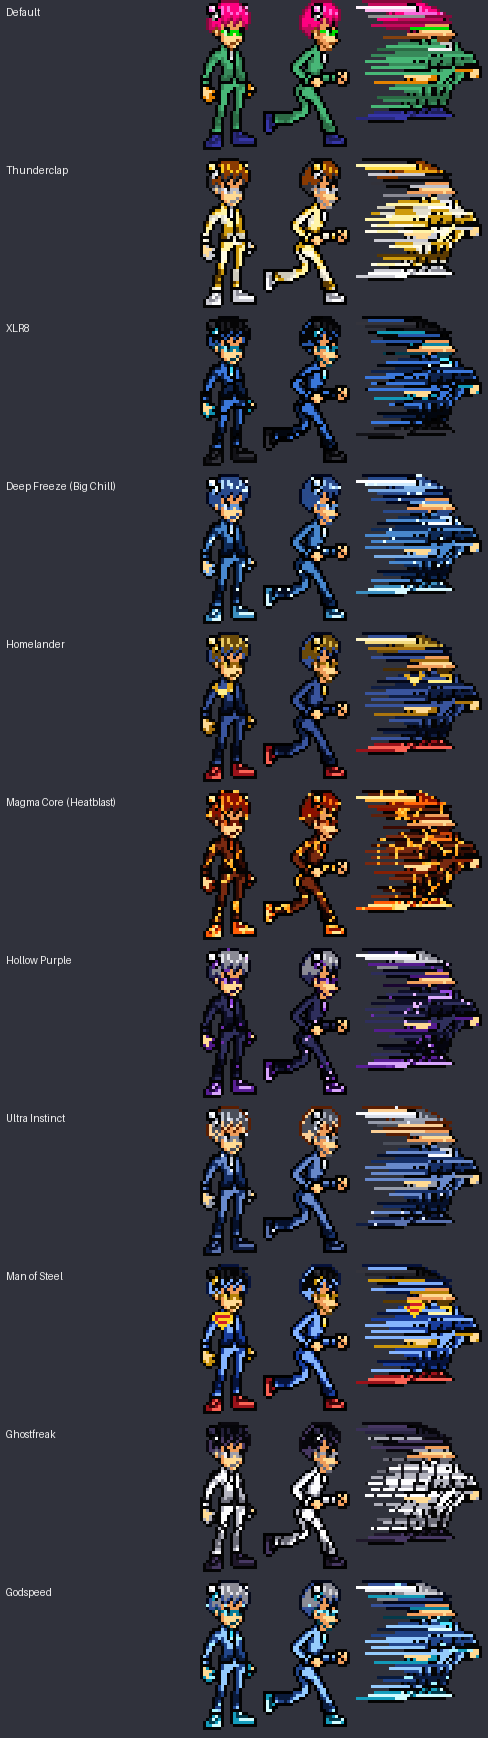 Default
Thunderclap
XLR8
Deep Freeze (Big Chill)
Homelander
Magma Core (Heatblast)
Hollow Purple
Ultra Instinct
Man of Steel
Ghostfreak
Godspeed